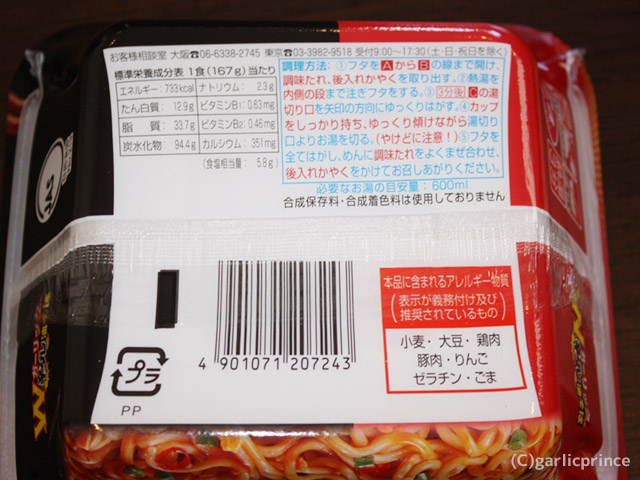 お客様相談室 大阪☎06-6338-2745 東京☎03-3982-9518 受付9:00~17:30(土・日・祝日を除く)
標準栄養成分表 1食(167g)当たり
エネルギー 733kcal ナトリウム 2.3g
たん白質 12.9g ビタミンB1 0.63mg
脂質 33.7g ビタミンB2 0.46mg
炭水化物 94.4g カルシウム 351mg
(食塩相当量: 5.8g)
調理方法:①フタをAからBの線まで開け、
調味たれ、後入れかやくを取り出す。②熱湯を
内側の段まで注ぎフタをする。③3分後Cの湯
切り口を矢印の方向にゆっくりはがす。④カップ
をしっかり持ち、ゆっくり傾けながら湯切り
口よりお湯を切る。(やけどに注意!)⑤フタを
全てはがし、めんに調味たれをよくまぜ合わせ、
後入れかやくをかけてお召しあがりください。
必要なお湯の目安量:600ml
合成保存料・合成着色料は使用しておりません
本品に含まれるアレルギー物質
(表示が義務付け及び
推奨されているもの)
小麦・大豆・鶏肉
豚肉・りんご
ゼラチン・ごま
4 901071 207243
プラ
PP
(C)garlicprince